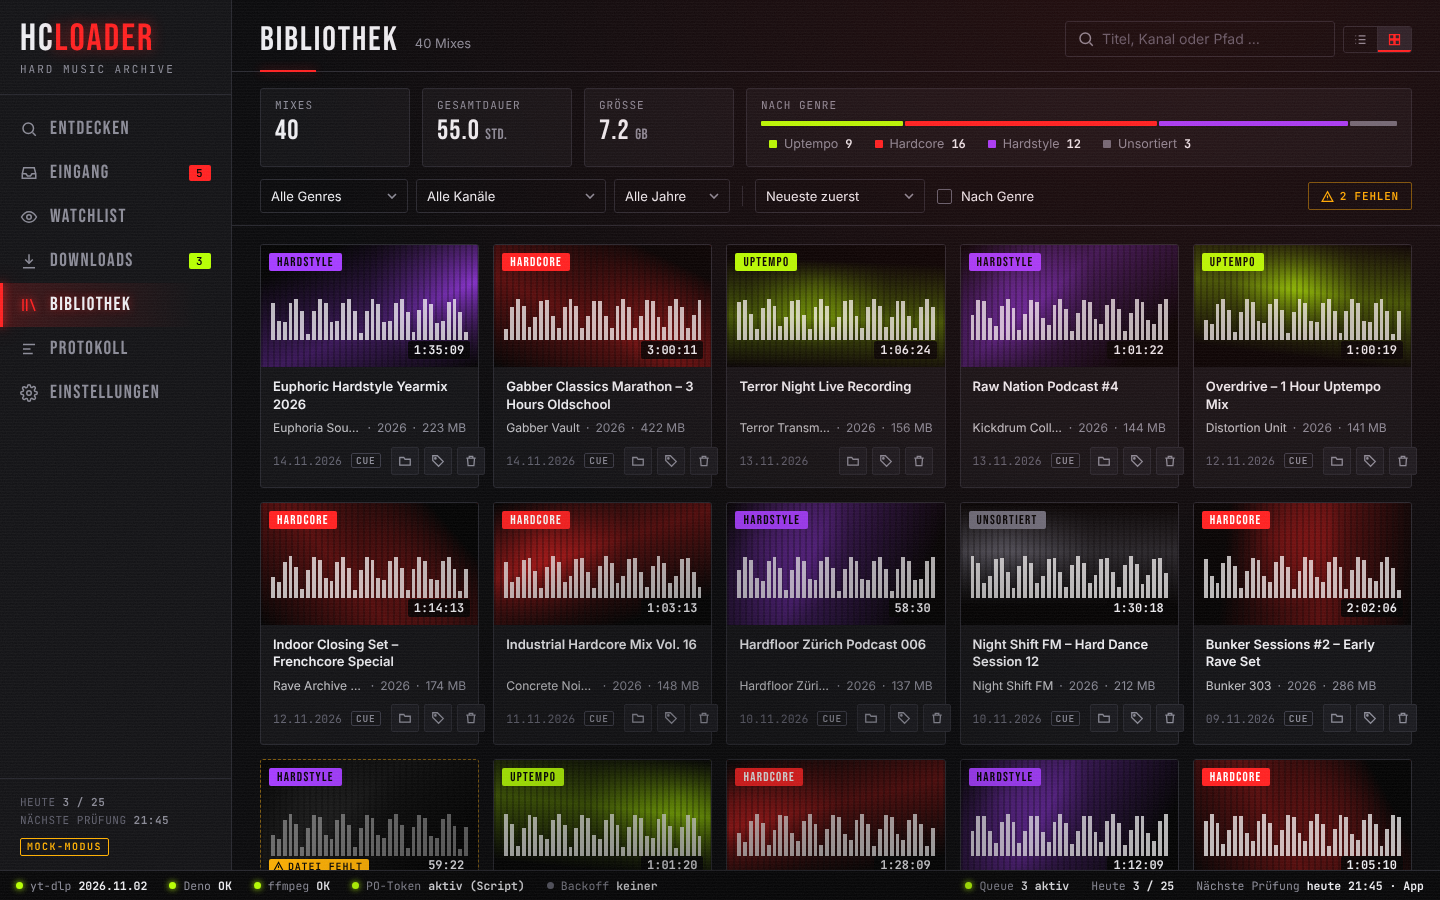 HCLOADER
HARD MUSIC ARCHIVE
ENTDECKEN
EINGANG 5
WATCHLIST
DOWNLOADS 3
BIBLIOTHEK
PROTOKOLL
EINSTELLUNGEN
HEUTE 3 / 25
NÄCHSTE PRÜFUNG 21:45
MOCK-MODUS
BIBLIOTHEK 40 Mixes
Titel, Kanal oder Pfad ...
MIXES
40
GESAMTDAUER
55.0 STD.
GRÖSSE
7.2 GB
NACH GENRE
Uptempo 9 Hardcore 16 Hardstyle 12 Unsortiert 3
Alle Genres Alle Kanäle Alle Jahre Neueste zuerst Nach Genre 2 FEHLEN
HARDSTYLE
1:35:09
Euphoric Hardstyle Yearmix
2026
Euphoria Sou... · 2026 · 223 MB
14.11.2026 CUE
HARDCORE
3:00:11
Gabber Classics Marathon – 3
Hours Oldschool
Gabber Vault · 2026 · 422 MB
14.11.2026 CUE
UPTEMPO
1:06:24
Terror Night Live Recording
Terror Transm... · 2026 · 156 MB
13.11.2026
HARDSTYLE
1:01:22
Raw Nation Podcast #4
Kickdrum Coll... · 2026 · 144 MB
13.11.2026 CUE
UPTEMPO
1:00:19
Overdrive – 1 Hour Uptempo
Mix
Distortion Unit · 2026 · 141 MB
12.11.2026 CUE
HARDCORE
1:14:13
Indoor Closing Set –
Frenchcore Special
Rave Archive ... · 2026 · 174 MB
12.11.2026 CUE
HARDCORE
1:03:13
Industrial Hardcore Mix Vol. 16
Concrete Noi... · 2026 · 148 MB
11.11.2026 CUE
HARDSTYLE
58:30
Hardfloor Zürich Podcast 006
Hardfloor Züri... · 2026 · 137 MB
10.11.2026 CUE
UNSORTIERT
1:30:18
Night Shift FM – Hard Dance
Session 12
Night Shift FM · 2026 · 212 MB
10.11.2026 CUE
HARDCORE
2:02:06
Bunker Sessions #2 – Early
Rave Set
Bunker 303 · 2026 · 286 MB
09.11.2026 CUE
HARDSTYLE
DATEI FEHLT 59:22
UPTEMPO
1:01:20
HARDCORE
1:28:09
HARDSTYLE
1:12:09
HARDCORE
1:05:10
yt-dlp 2026.11.02 Deno OK ffmpeg OK PO-Token aktiv (Script) Backoff keiner Queue 3 aktiv Heute 3 / 25 Nächste Prüfung heute 21:45 · App